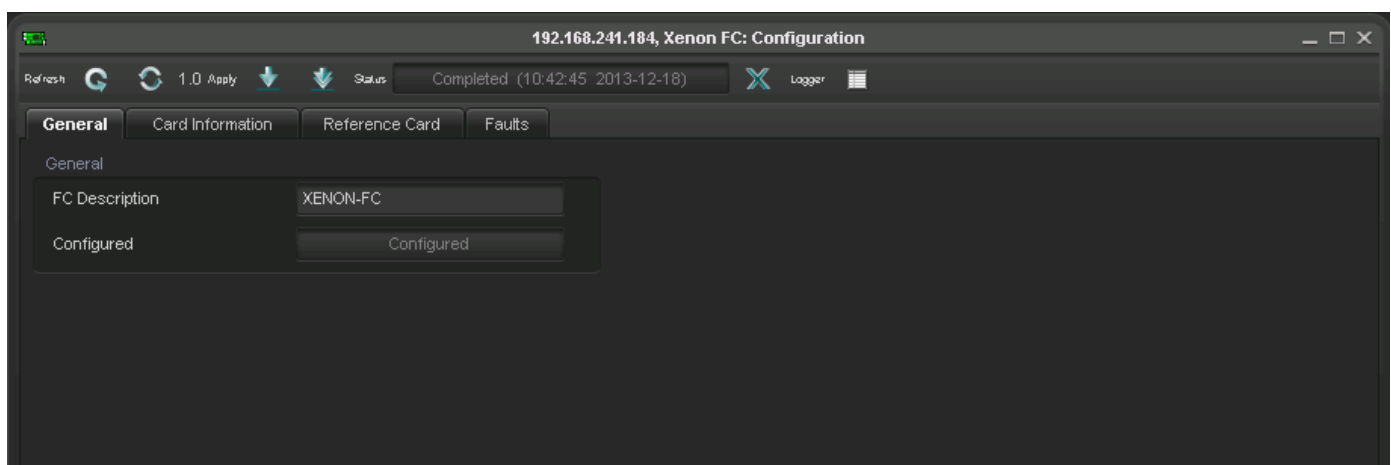 192.168.241.184, Xenon FC: Configuration
Refresh 1.0 Apply Status Completed (10:42:45 2013-12-18) Logger
General Card Information Reference Card Faults
General
FC Description XENON-FC
Configured Configured